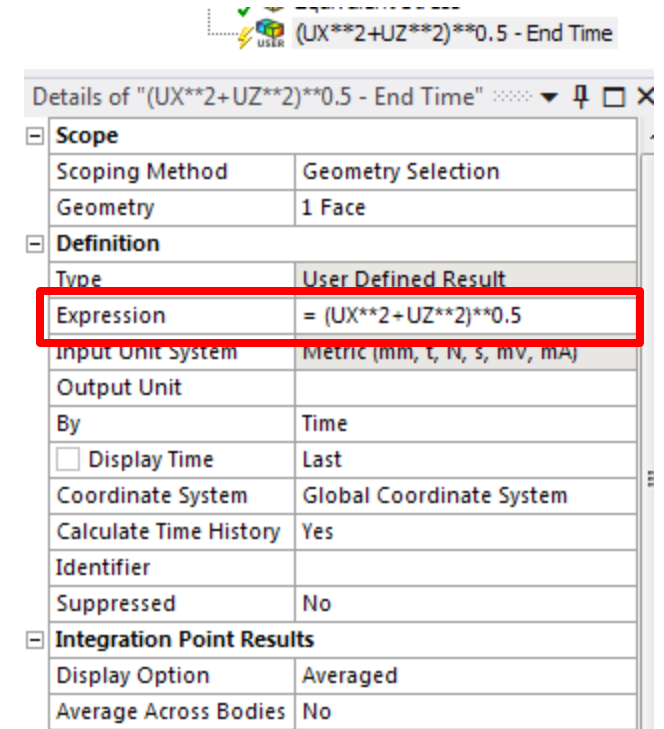 USER (UX**2+UZ**2)**0.5 - End Time
Details of "(UX**2+UZ**2)**0.5 - End Time"
Scope
Scoping Method Geometry Selection
Geometry 1 Face
Definition
Type User Defined Result
Expression = (UX**2+UZ**2)**0.5
Input Unit System Metric (mm, t, N, s, mV, mA)
Output Unit
By Time
Display Time Last
Coordinate System Global Coordinate System
Calculate Time History Yes
Identifier
Suppressed No
Integration Point Results
Display Option Averaged
Average Across Bodies No